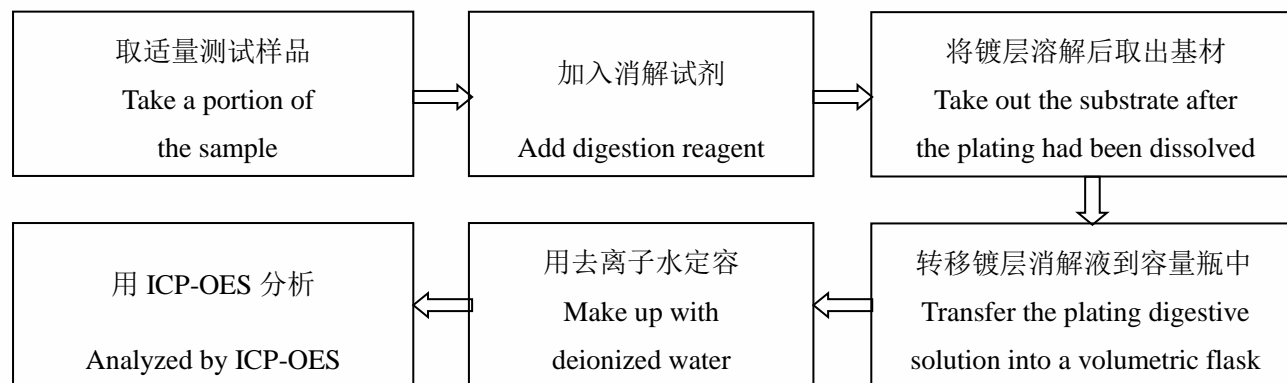 取适量测试样品
Take a portion of
the sample
加入消解试剂
Add digestion reagent
将镀层溶解后取出基材
Take out the substrate after
the plating had been dissolved
转移镀层消解液到容量瓶中
Transfer the plating digestive
solution into a volumetric flask
用去离子水定容
Make up with
deionized water
用 ICP-OES 分析
Analyzed by ICP-OES